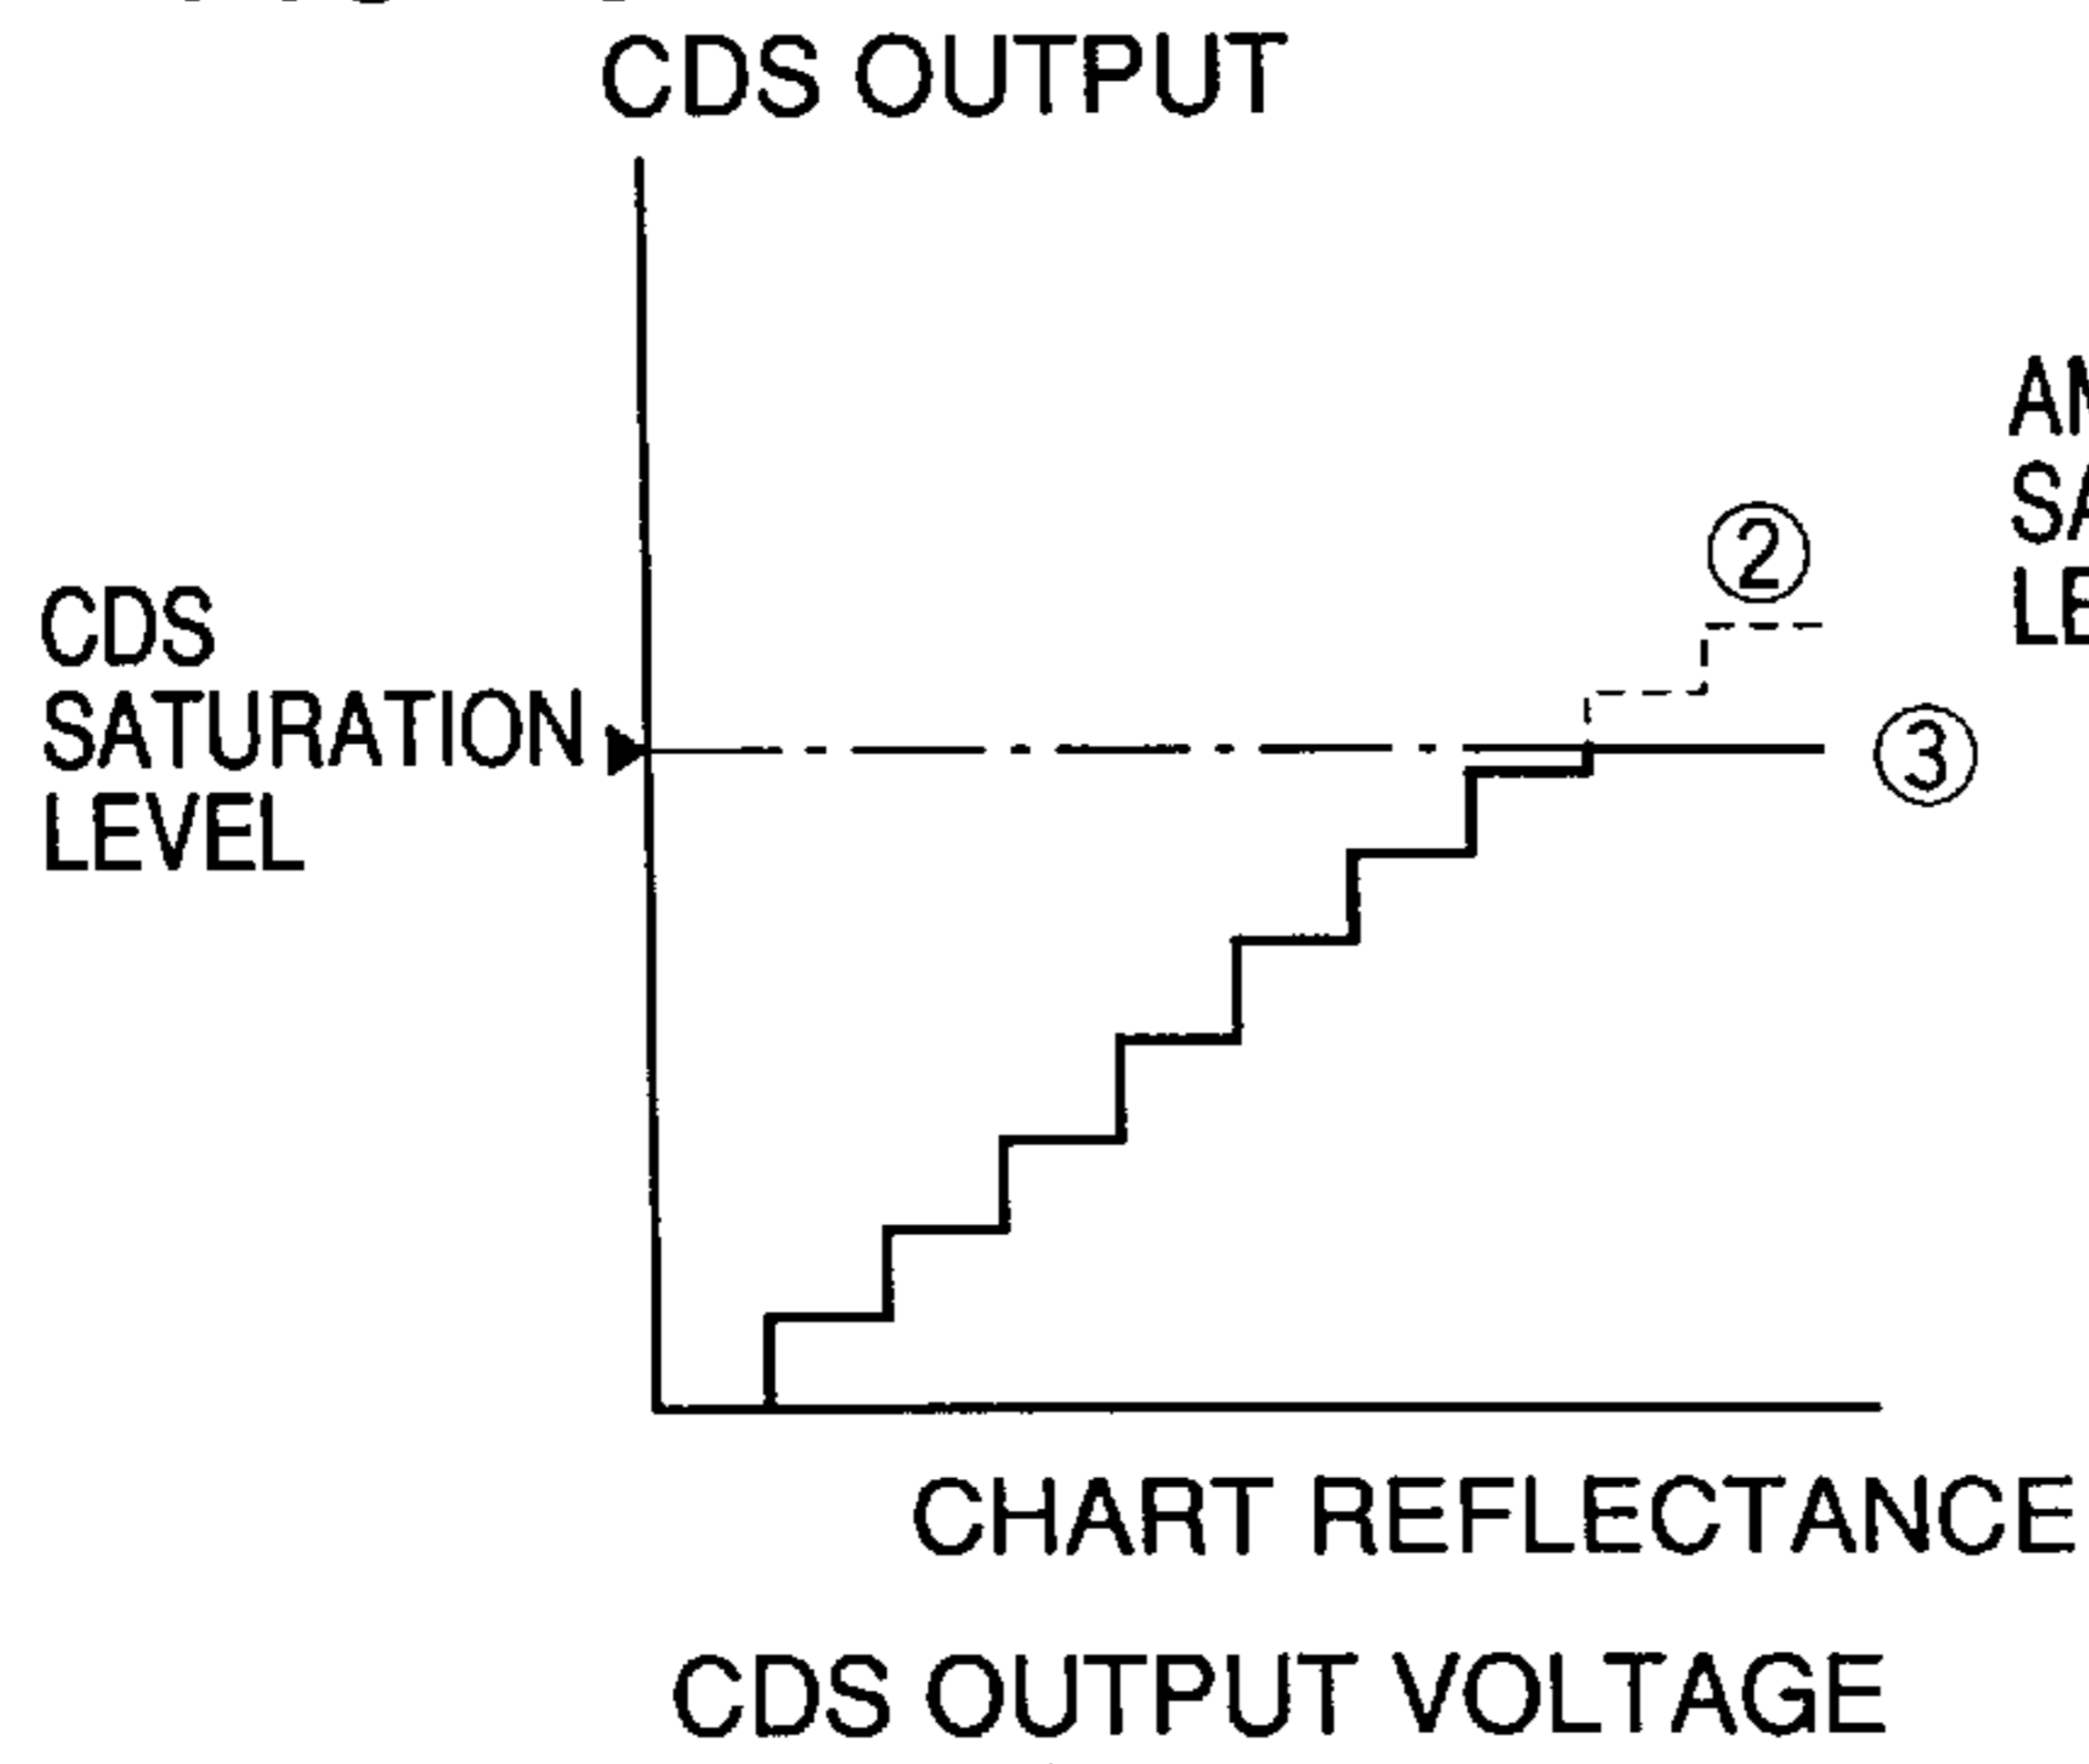 CDS OUTPUT
CDS
SATURATION
LEVEL
②
③
CHART REFLECTANCE
CDS OUTPUT VOLTAGE